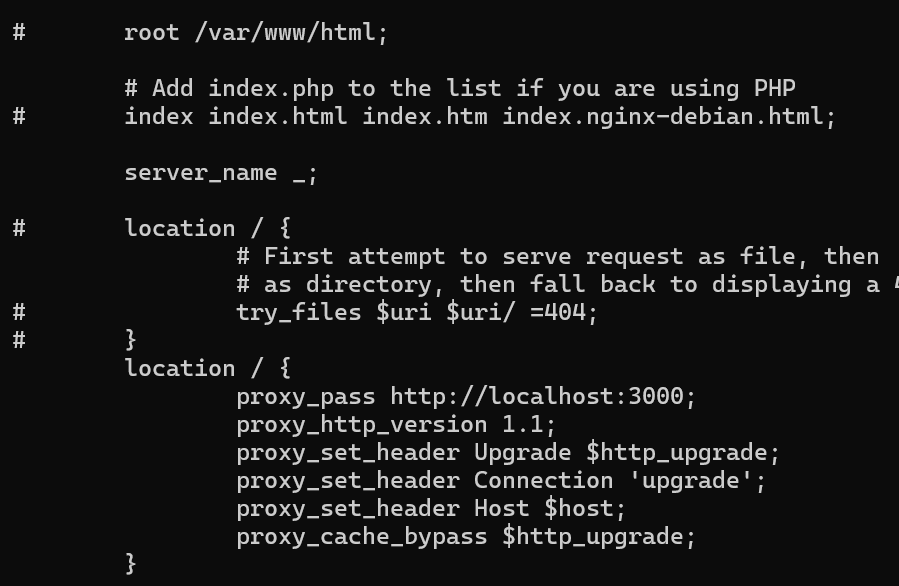 #       root /var/www/html;
        # Add index.php to the list if you are using PHP
#       index index.html index.htm index.nginx-debian.html;
        server_name _;
#       location / {
                # First attempt to serve request as file, then
                # as directory, then fall back to displaying a
#               try_files $uri $uri/ =404;
#       }
        location / {
                proxy_pass http://localhost:3000;
                proxy_http_version 1.1;
                proxy_set_header Upgrade $http_upgrade;
                proxy_set_header Connection 'upgrade';
                proxy_set_header Host $host;
                proxy_cache_bypass $http_upgrade;
        }